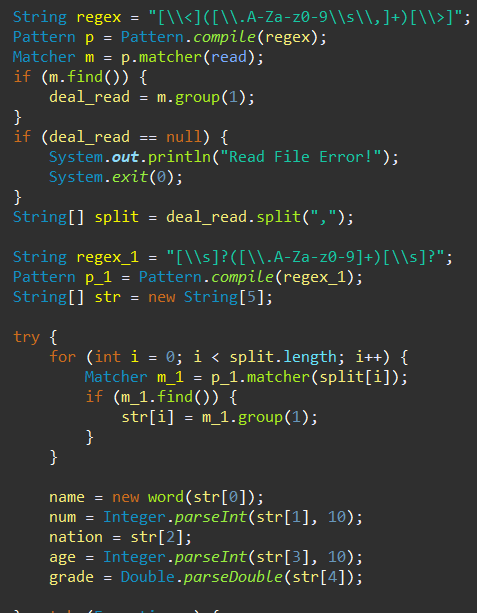 String regex = "[\\<]([\\.A-Za-z0-9\\s\\,]+)[\\>]";
Pattern p = Pattern.compile(regex);
Matcher m = p.matcher(read);
if (m.find()) {
    deal_read = m.group(1);
}
if (deal_read == null) {
    System.out.println("Read File Error!");
    System.exit(0);
}
String[] split = deal_read.split(",");

String regex_1 = "[\\s]?([\\.A-Za-z0-9]+)[\\s]?";
Pattern p_1 = Pattern.compile(regex_1);
String[] str = new String[5];

try {
    for (int i = 0; i < split.length; i++) {
        Matcher m_1 = p_1.matcher(split[i]);
        if (m_1.find()) {
            str[i] = m_1.group(1);
        }
    }

    name = new word(str[0]);
    num = Integer.parseInt(str[1], 10);
    nation = str[2];
    age = Integer.parseInt(str[3], 10);
    grade = Double.parseDouble(str[4]);